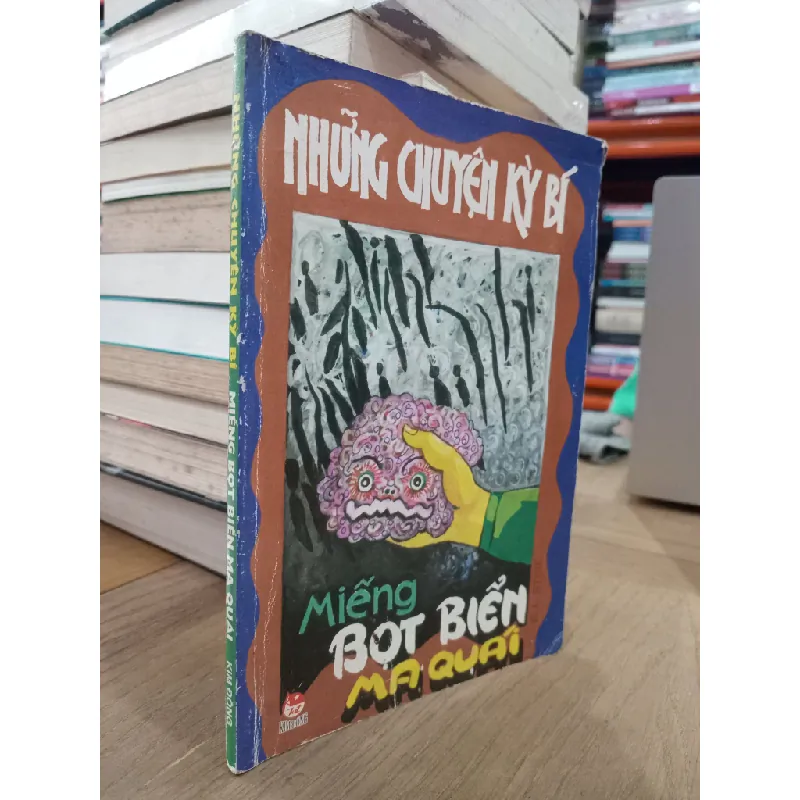 NHỮNG CHUYỆN KỲ BÍ
Miếng
BỌT BIỂN
MA QUÁI
NHỮNG CHUYỆN KỲ BÍ MIẾNG BỌT BIỂN MA QUÁI KIM ĐỒNG